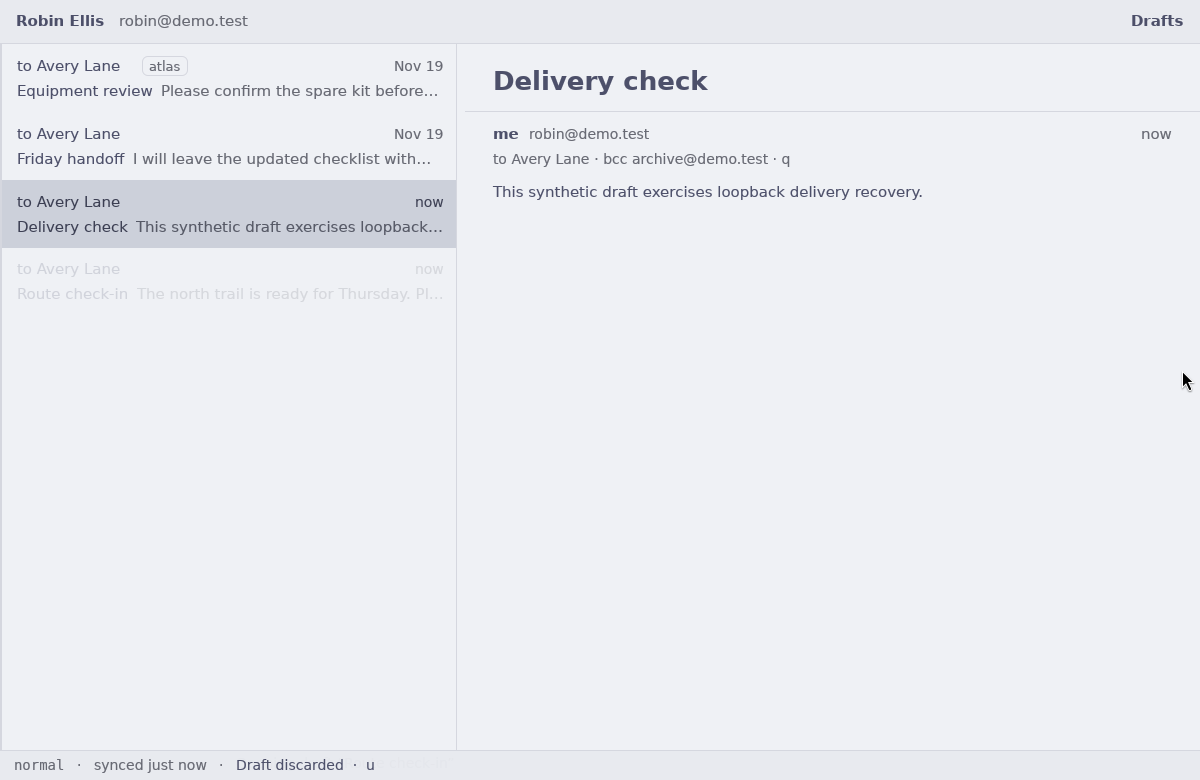 Robin Ellis robin@demo.test Drafts
to Avery Lane atlas Nov 19
Equipment review Please confirm the spare kit before…
to Avery Lane Nov 19
Friday handoff I will leave the updated checklist with…
to Avery Lane now
Delivery check This synthetic draft exercises loopback…
to Avery Lane now
Route check-in The north trail is ready for Thursday. Pl…
Delivery check
me robin@demo.test now
to Avery Lane · bcc archive@demo.test · q
This synthetic draft exercises loopback delivery recovery.
normal · synced just now · Draft discarded · u